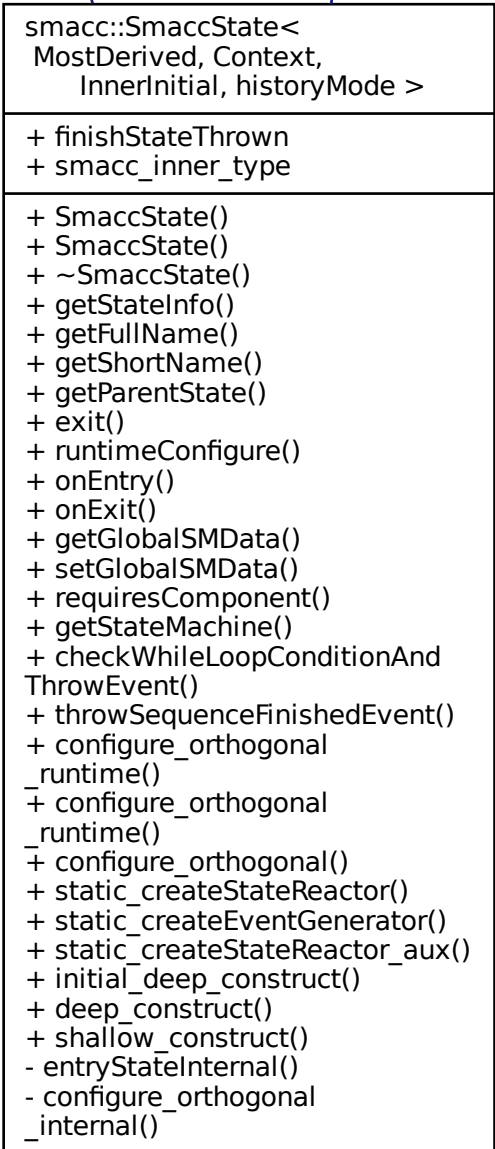 smacc::SmaccState<
MostDerived, Context,
InnerInitial, historyMode >
+ finishStateThrown
+ smacc_inner_type
+ SmaccState()
+ SmaccState()
+ ~SmaccState()
+ getStateInfo()
+ getFullName()
+ getShortName()
+ getParentState()
+ exit()
+ runtimeConfigure()
+ onEntry()
+ onExit()
+ getGlobalSMData()
+ setGlobalSMData()
+ requiresComponent()
+ getStateMachine()
+ checkWhileLoopConditionAnd
ThrowEvent()
+ throwSequenceFinishedEvent()
+ configure_orthogonal
_runtime()
+ configure_orthogonal
_runtime()
+ configure_orthogonal()
+ static_createStateReactor()
+ static_createEventGenerator()
+ static_createStateReactor_aux()
+ initial_deep_construct()
+ deep_construct()
+ shallow_construct()
- entryStateInternal()
- configure_orthogonal
_internal()